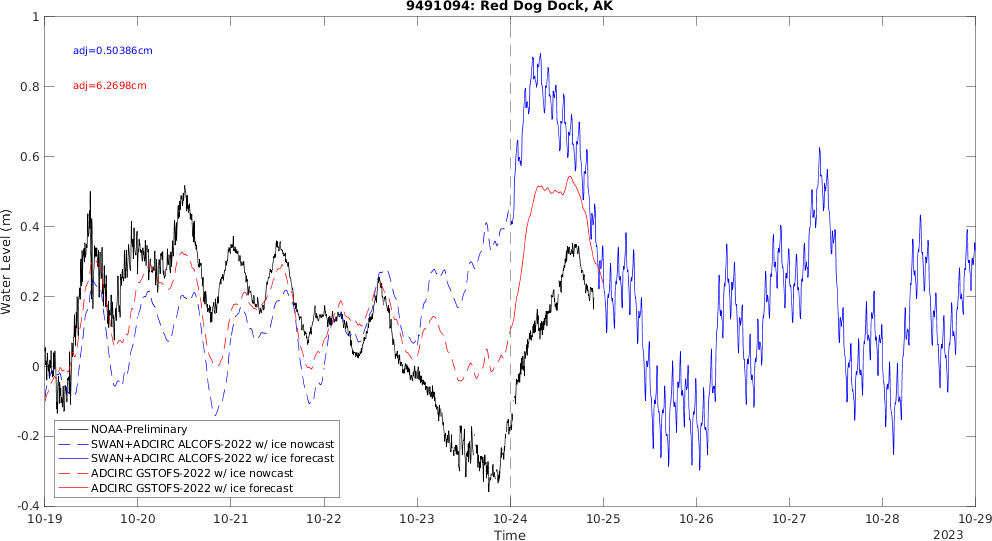 9491094: Red Dog Dock, AK
adj=0.50386cm
adj=6.2698cm
Water Level (m)
1
0.8
0.6
0.4
0.2
0
-0.2
-0.4
NOAA-Preliminary
SWAN+ADCIRC ALCOFS-2022 w/ ice nowcast
SWAN+ADCIRC ALCOFS-2022 w/ ice forecast
ADCIRC GSTOFS-2022 w/ ice nowcast
ADCIRC GSTOFS-2022 w/ ice forecast
10-19 10-20 10-21 10-22 10-23 10-24 10-25 10-26 10-27 10-28 10-29
Time
2023